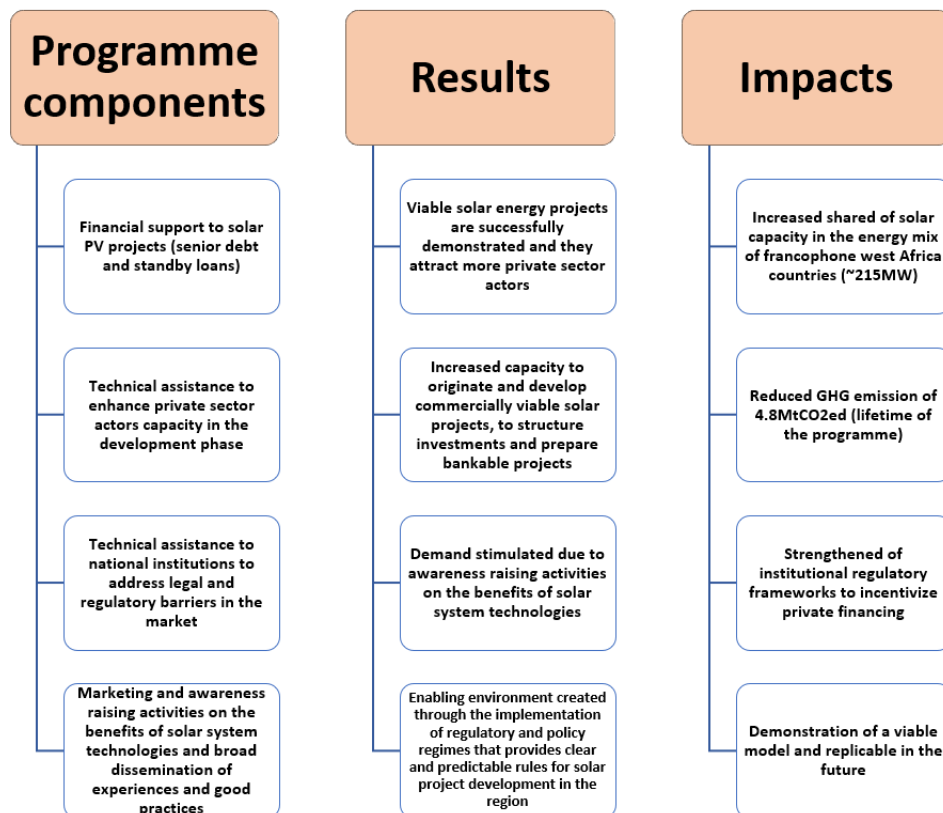 Programme
components
Financial support to solar
PV projects (senior debt
and standby loans)
Technical assistance to
enhance private sector
actors capacity in the
development phase
Technical assistance to
national institutions to
address legal and
regulatory barriers in the
market
Marketing and awareness
raising activities on the
benefits of solar system
technologies and broad
dissemination of
experiences and good
practices
Results
Viable solar energy projects
are successfully
demonstrated and they
attract more private sector
actors
Increased capacity to
originate and develop
commercially viable solar
projects, to structure
investments and prepare
bankable projects
Demand stimulated due to
awareness raising activities
on the benefits of solar
system technologies
Enabling environment created
through the implementation
of regulatory and policy
regimes that provides clear
and predictable rules for solar
project development in the
region
Impacts
Increased shared of solar
capacity in the energy mix
of francophone west Africa
countries (~215MW)
Reduced GHG emission of
4.8MtCO2ed (lifetime of
the programme)
Strengthened of
institutional regulatory
frameworks to incentivize
private financing
Demonstration of a viable
model and replicable in the
future